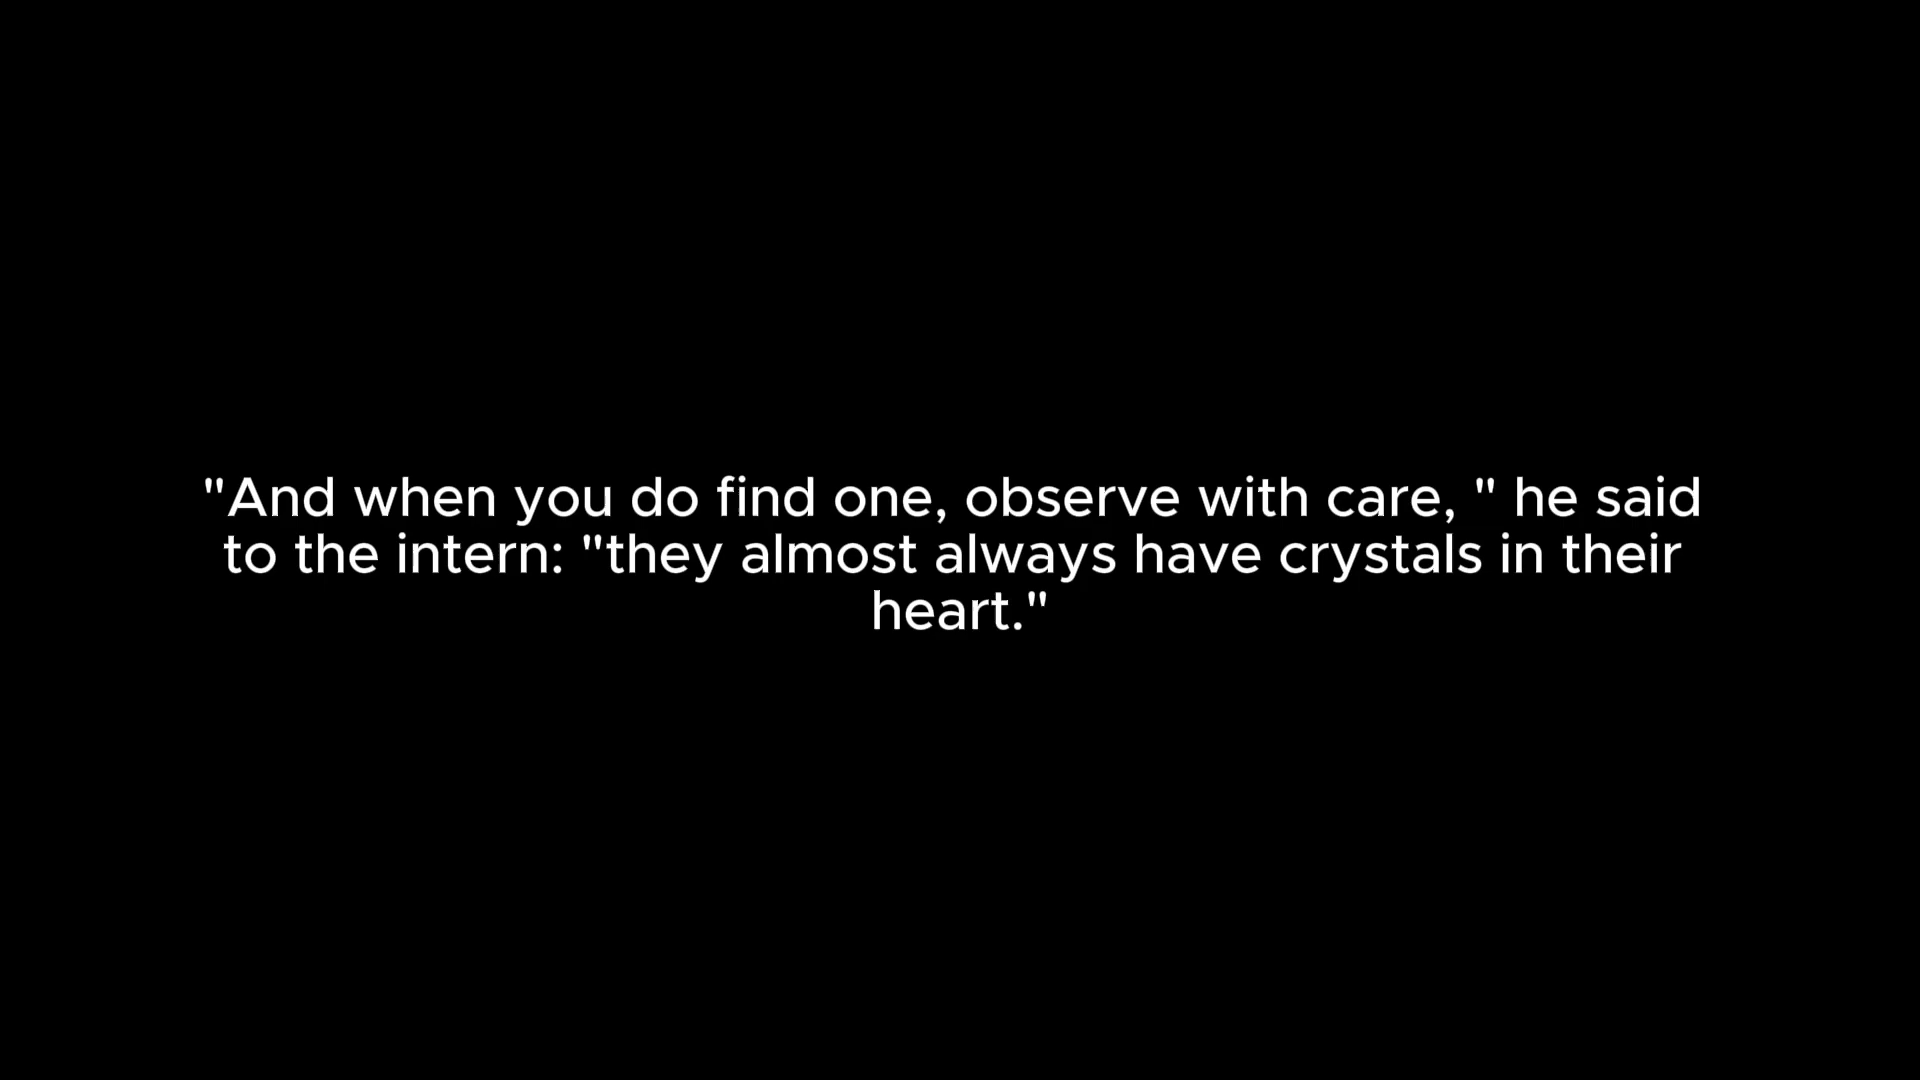 "And when you do find one, observe with care, " he said
to the intern: "they almost always have crystals in their
heart."